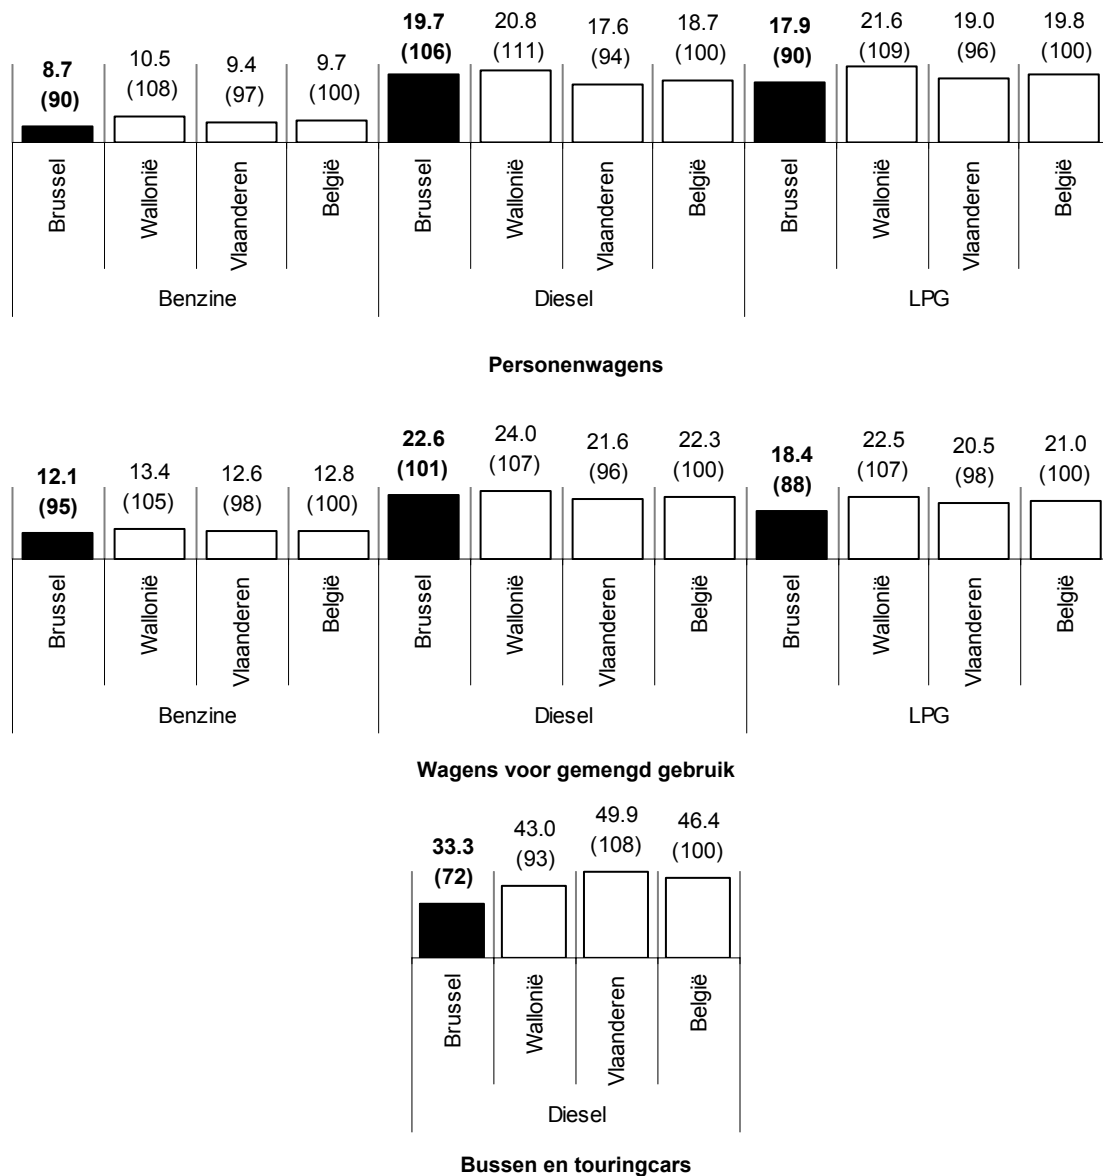 8.7 10.5 9.4 9.7 19.7 20.8 17.6 18.7 17.9 21.6 19.0 19.8
(90) (108) (97) (100) (106) (111) (94) (100) (90) (109) (96) (100)
Brussel Wallonië Vlaanderen België Brussel Wallonië Vlaanderen België Brussel Wallonië Vlaanderen België
Benzine Diesel LPG
Personenwagens
12.1 13.4 12.6 12.8 22.6 24.0 21.6 22.3 18.4 22.5 20.5 21.0
(95) (105) (98) (100) (101) (107) (96) (100) (88) (107) (98) (100)
Brussel Wallonië Vlaanderen België Brussel Wallonië Vlaanderen België Brussel Wallonië Vlaanderen België
Benzine Diesel LPG
Wagens voor gemengd gebruik
33.3 43.0 49.9 46.4
(72) (93) (108) (100)
Brussel Wallonië Vlaanderen België
Diesel
Bussen en touringcars